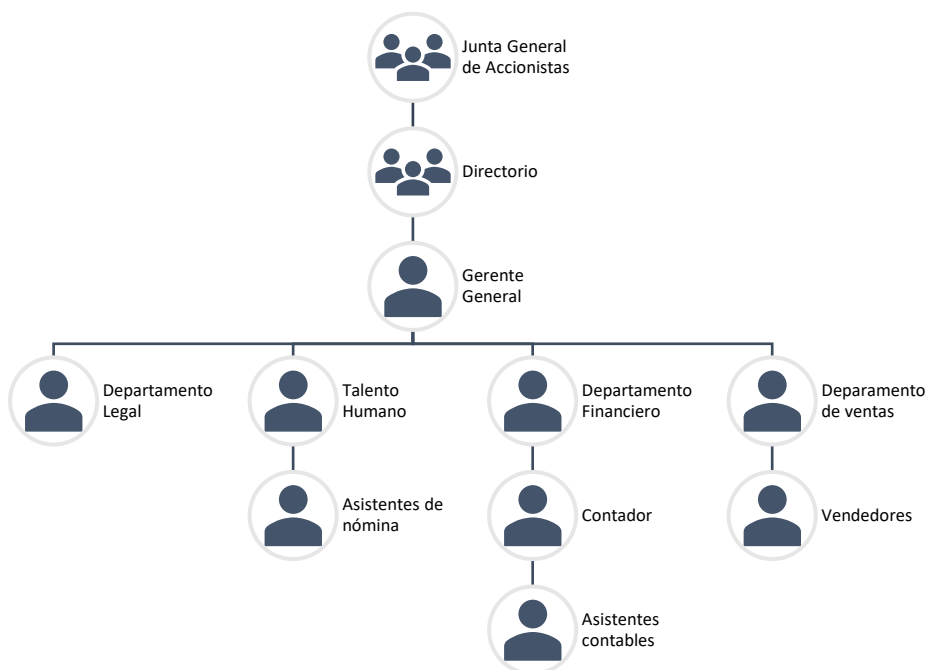 Junta General
de Accionistas
Directorio
Gerente
General
Departamento
Legal
Talento
Humano
Departamento
Financiero
Deparamento
de ventas
Asistentes de
nómina
Contador
Vendedores
Asistentes
contables